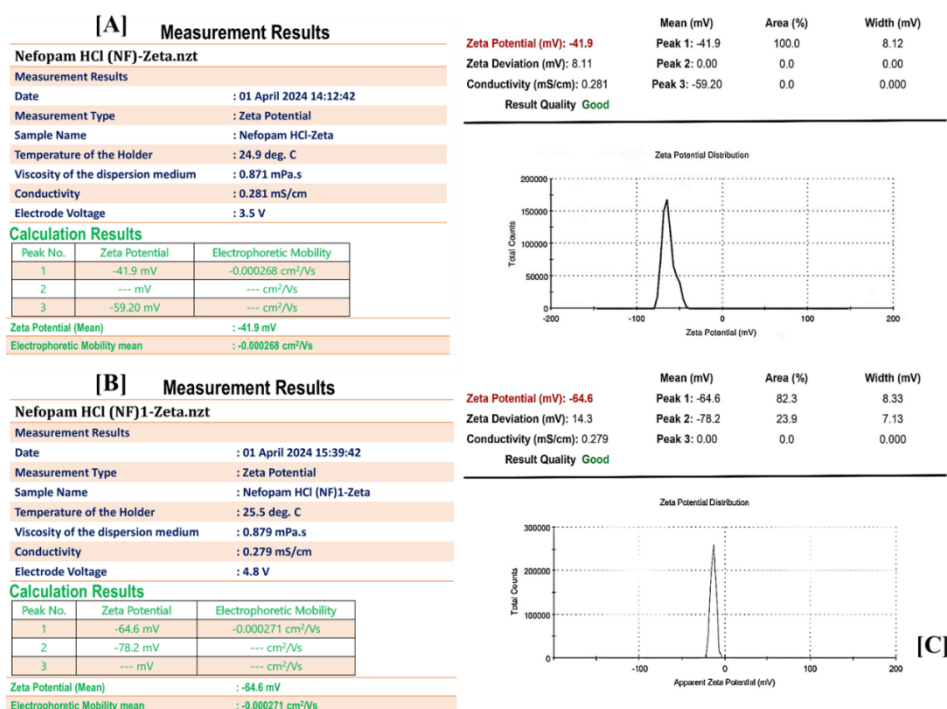 [A] Measurement Results
Nefopam HCl (NF)-Zeta.nzt
Measurement Results
Date : 01 April 2024 14:12:42
Measurement Type : Zeta Potential
Sample Name : Nefopam HCl-Zeta
Temperature of the Holder : 24.9 deg. C
Viscosity of the dispersion medium : 0.871 mPa.s
Conductivity : 0.281 mS/cm
Electrode Voltage : 3.5 V
Calculation Results
Peak No. Zeta Potential Electrophoretic Mobility
1 -41.9 mV -0.000268 cm²/Vs
2 --- mV --- cm²/Vs
3 -59.20 mV --- cm²/Vs
Zeta Potential (Mean) : -41.9 mV
Electrophoretic Mobility mean : -0.000268 cm²/Vs
Mean (mV) Area (%) Width (mV)
Zeta Potential (mV): -41.9 Peak 1: -41.9 100.0 8.12
Zeta Deviation (mV): 8.11 Peak 2: 0.00 0.0 0.00
Conductivity (mS/cm): 0.281 Peak 3: -59.20 0.0 0.000
Result Quality Good
Zeta Potential Distribution
200000
150000
100000
50000
0
Total Counts
-200 -100 0 100 200
Zeta Potential (mV)
[B] Measurement Results
Nefopam HCl (NF)1-Zeta.nzt
Measurement Results
Date : 01 April 2024 15:39:42
Measurement Type : Zeta Potential
Sample Name : Nefopam HCl (NF)1-Zeta
Temperature of the Holder : 25.5 deg. C
Viscosity of the dispersion medium : 0.879 mPa.s
Conductivity : 0.279 mS/cm
Electrode Voltage : 4.8 V
Calculation Results
Peak No. Zeta Potential Electrophoretic Mobility
1 -64.6 mV -0.000271 cm²/Vs
2 -78.2 mV --- cm²/Vs
3 --- mV --- cm²/Vs
Zeta Potential (Mean) : -64.6 mV
Electrophoretic Mobility mean : -0.000271 cm²/Vs
Mean (mV) Area (%) Width (mV)
Zeta Potential (mV): -64.6 Peak 1: -64.6 82.3 8.33
Zeta Deviation (mV): 14.3 Peak 2: -78.2 23.9 7.13
Conductivity (mS/cm): 0.279 Peak 3: 0.00 0.0 0.000
Result Quality Good
Zeta Potential Distribution
300000
200000
100000
0
Total Counts
-100 0 100 200
Apparent Zeta Potential (mV)
[C]